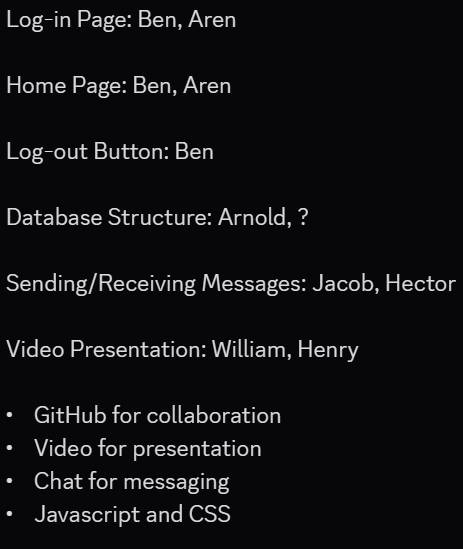 Log-in Page: Ben, Aren
Home Page: Ben, Aren
Log-out Button: Ben
Database Structure: Arnold, ?
Sending/Receiving Messages: Jacob, Hector
Video Presentation: William, Henry
• GitHub for collaboration
• Video for presentation
• Chat for messaging
• Javascript and CSS